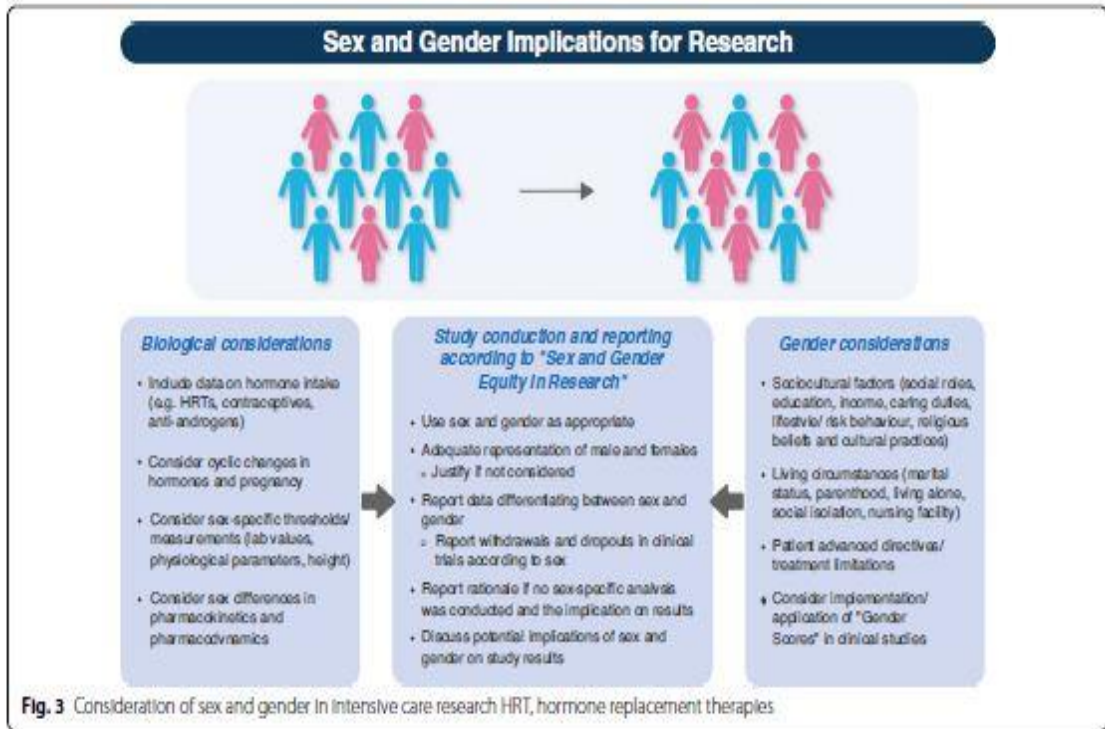 Sex and Gender Implications for Research
Biological considerations
• Include data on hormone intake
(e.g. HRTs, contraceptives,
anti-androgens)
• Consider cyclic changes in
hormones and pregnancy
• Consider sex-specific thresholds/
measurements (lab values,
physiological parameters, height)
• Consider sex differences in
pharmacokinetics and
pharmacodynamics
Study conduction and reporting
according to "Sex and Gender
Equity in Research"
• Use sex and gender as appropriate
• Adequate representation of male and females
▫ Justify if not considered
• Report data differentiating between sex and
gender
▫ Report withdrawals and dropouts in clinical
trials according to sex
• Report rationale if no sex-specific analysis
was conducted and the implication on results
• Discuss potential implications of sex and
gender on study results
Gender considerations
• Sociocultural factors (social roles,
education, income, caring duties,
lifestyle/ risk behaviour, religious
beliefs and cultural practices)
• Living circumstances (marital
status, parenthood, living alone,
social isolation, nursing facility)
• Patient advanced directives/
treatment limitations
• Consider implementation/
application of "Gender
Scores" in clinical studies
Fig. 3 Consideration of sex and gender in intensive care research HRT, hormone replacement therapies